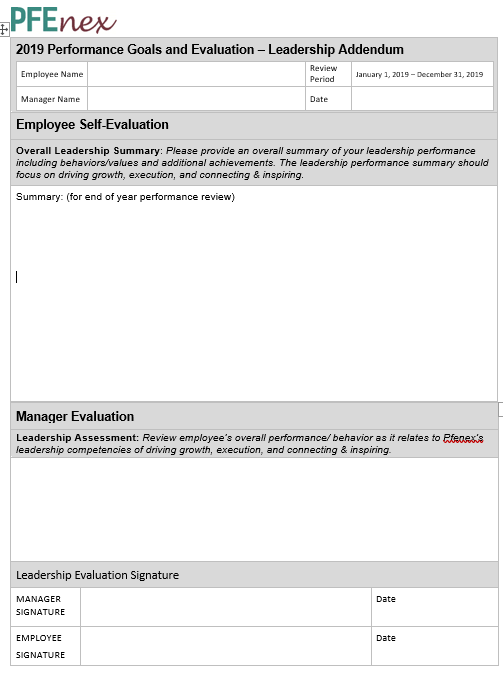 PFEnex
2019 Performance Goals and Evaluation – Leadership Addendum
Employee Name
Review
Period
January 1, 2019 – December 31, 2019
Manager Name
Date
Employee Self-Evaluation
Overall Leadership Summary: Please provide an overall summary of your leadership performance
including behaviors/values and additional achievements. The leadership performance summary should
focus on driving growth, execution, and connecting & inspiring.
Summary: (for end of year performance review)
Manager Evaluation
Leadership Assessment: Review employee's overall performance/ behavior as it relates to Pfenex's
leadership competencies of driving growth, execution, and connecting & inspiring.
Leadership Evaluation Signature
MANAGER
SIGNATURE
Date
EMPLOYEE
SIGNATURE
Date